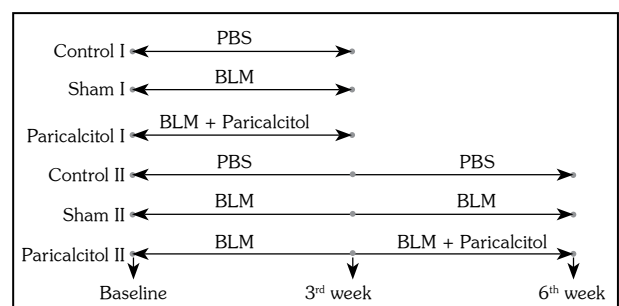 PBS
Control I
BLM
Sham I
BLM + Paricalcitol
Paricalcitol I
PBS PBS
Control II
BLM BLM
Sham II
BLM BLM + Paricalcitol
Paricalcitol II
Baseline 3rd week 6th week